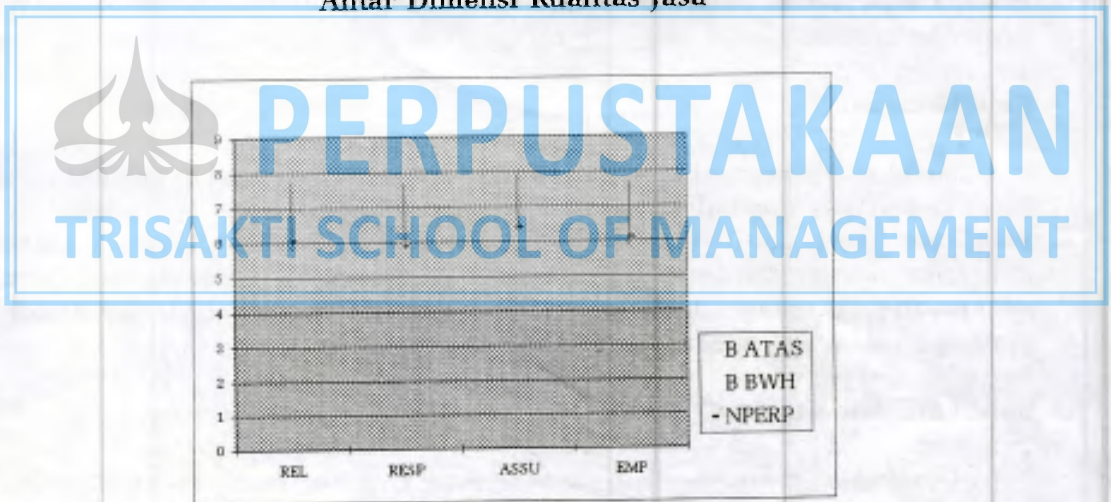 Antar Dimensi Kualitas Jasa
PERPUSTAKAAN
TRISAKTI SCHOOL OF MANAGEMENT
9
8
7
6
5
4
3
2
1
0
REL RESP ASSU EMP
B ATAS
B BWH
- NPERP